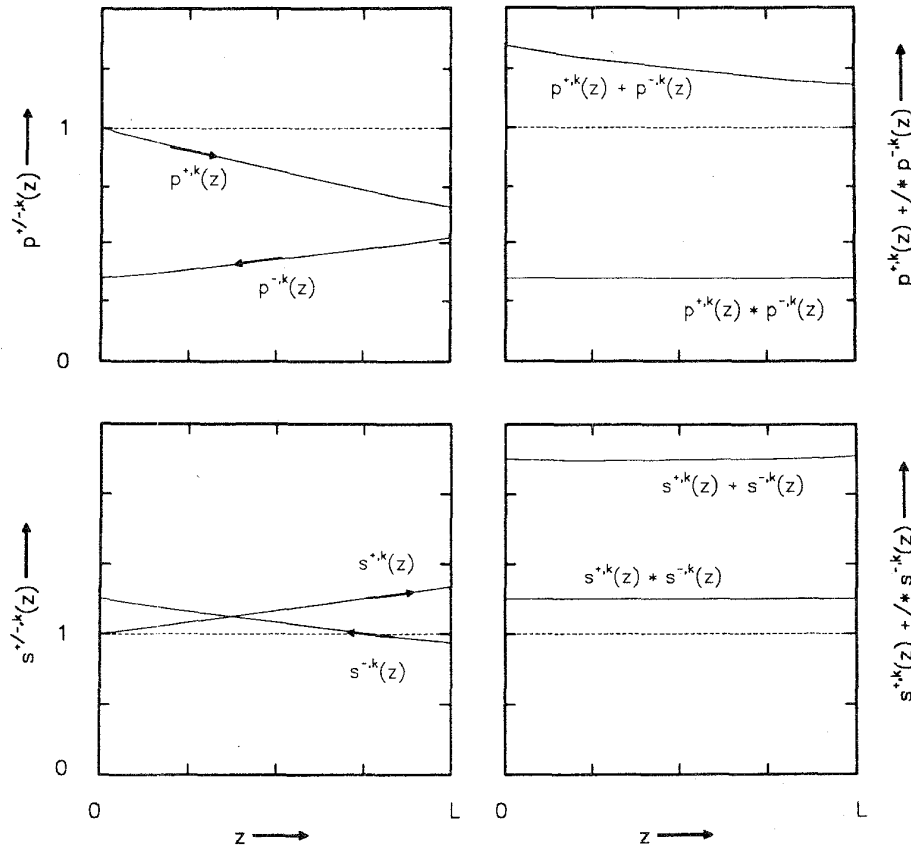 1
0
p^{+/-,k}(z)
p^{+,k}(z)
p^{-,k}(z)
p^{+,k}(z) + p^{-,k}(z)
p^{+,k}(z) * p^{-,k}(z)
p^{+,k}(z) +/* p^{-,k}(z)
1
0
s^{+/-,k}(z)
s^{+,k}(z)
s^{-,k}(z)
s^{+,k}(z) + s^{-,k}(z)
s^{+,k}(z) * s^{-,k}(z)
s^{+,k}(z) +/* s^{-,k}(z)
0 L
z
0 L
z